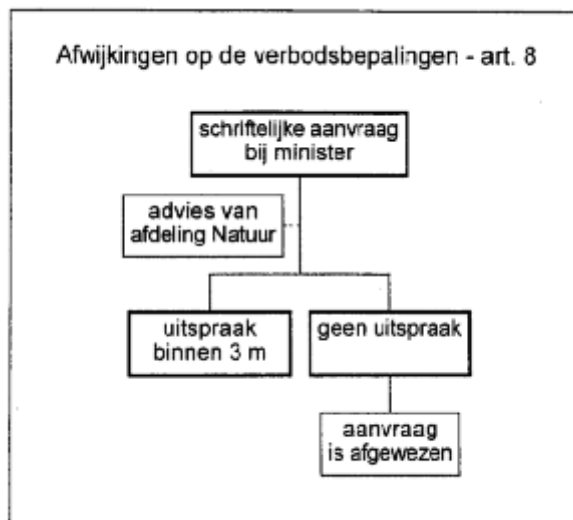 Afwijkingen op de verbodsbepalingen - art. 8
schriftelijke aanvraag
bij minister
advies van
afdeling Natuur
uitspraak
binnen 3 m
geen uitspraak
aanvraag
is afgewezen